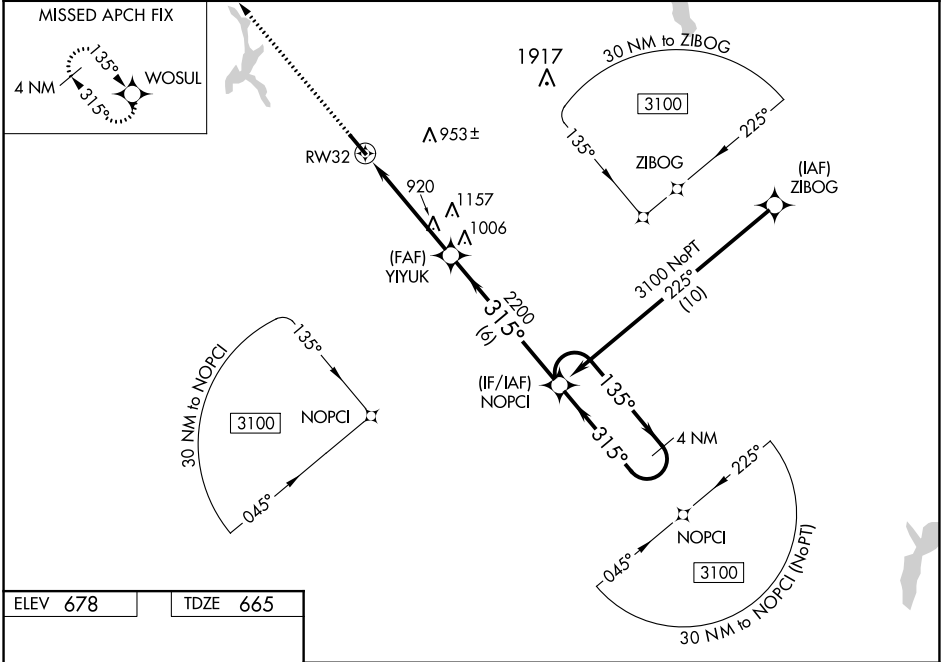 MISSED APCH FIX
135°
WOSUL
4 NM
315°
1917
30 NM to ZIBOG
3100
135°
225°
ZIBOG
(IAF)
ZIBOG
953±
RW32
920
1157
1006
(FAF)
YIYUK
3100 NoPT
225°
(10)
2200
315°
(6)
(IF/IAF)
NOPCI
135°
315°
4 NM
30 NM to NOPCI
135°
3100
NOPCI
045°
225°
NOPCI
045°
3100
30 NM to NOPCI (NoPT)
ELEV 678
TDZE 665